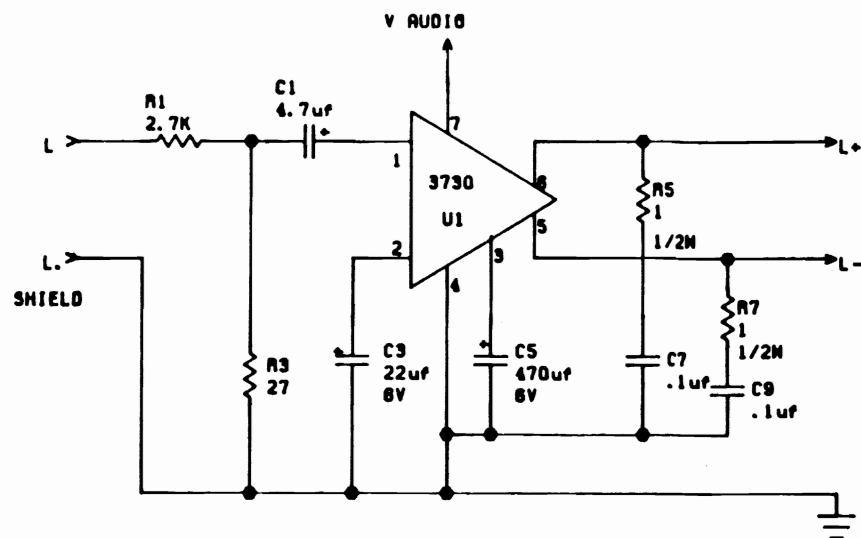 V AUDIO
C1
4.7uf
R1
2.7K
L
7
1
3730
U1
6
5
2
3
4
L+
R5
1
1/2W
L.
SHIELD
L-
R7
1
1/2W
R3
27
C3
22uf
6V
C5
470uf
6V
C7
.1uf
C9
.1uf